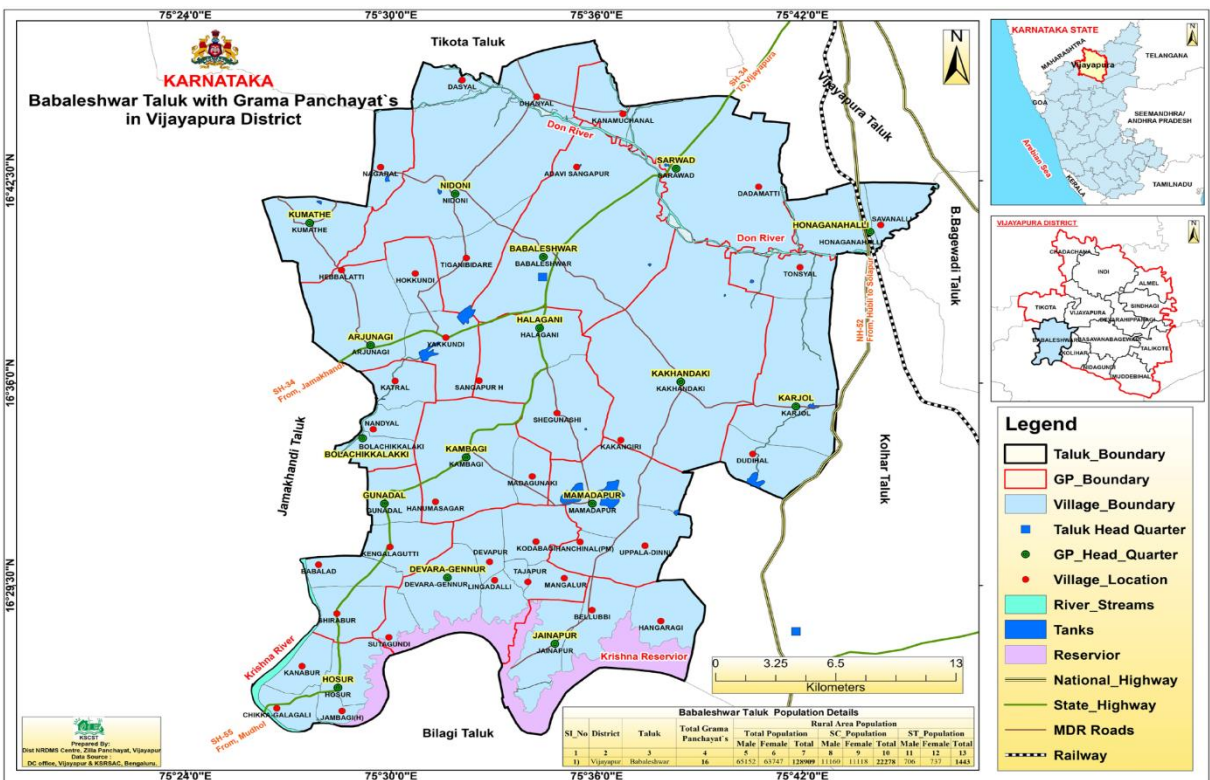 75°24'0"E
75°30'0"E
75°36'0"E
75°42'0"E
KARNATAKA
Babaleshwar Taluk with Grama Panchayat`s
in Vijayapura District
Tikota Taluk
N
SH-34
To, Vijayapura
Vijayapura Taluk
B.Bagewadi Taluk
Kolhar Taluk
Jamakhandi Taluk
Bilagi Taluk
16°42'30"N
16°36'0"N
16°29'30"N
16°42'30"N
16°36'0"N
16°29'30"N
DASYAL
DHANYAL
KANAMUCHANAL
Don River
NAGARAL
NIDONI
NIDONI
ADAVI SANGAPUR
SARWAD
SARAWAD
DADAMATTI
KUMATHE
KUMATHE
HONAGANAHALLI
SAVANALLI
HONAGANAHALLI
Don River
BABALESHWAR
BABALESHWAR
HEBBALATTI
HOKKUNDI
TIGANIBIDARE
TONSYAL
NH-52
From, Hubli to Solapur
HALAGANI
HALAGANI
ARJUNAGI
ARJUNAGI
YAKKUNDI
SH-34
From, Jamakhandi
KATRAL
SANGAPUR H
KAKHANDAKI
KAKHANDAKI
KARJOL
KARJOL
SHEGUNASHI
NANDYAL
BOLACHIKKALAKI
BOLACHIKKALAKKI
KAKANGIRI
KAMBAGI
KAMBAGI
DUDIHAL
MADAGUNAKI
GUNADAL
GUNADAL
HANUMASAGAR
MAMADAPUR
MAMADAPUR
KENGALAGUTTI
DEVAPUR
KODABAGI
HANCHINAL(PM)
UPPALA-DINNI
BABALAD
DEVARA-GENNUR
DEVARA-GENNUR
LINGADALLI
TAJAPUR
MANGALUR
SHIRABUR
BELLUBBI
HANGARAGI
SUTAGUNDI
JAINAPUR
JAINAPUR
Krishna Reservior
Krishna River
KANABUR
HOSUR
HOSUR
CHIKKA-GALAGALI
JAMBAGI(H)
SH-55
From, Mudhol
0 3.25 6.5 13
Kilometers
KSCST
Prepared By:
Dist NRDMS Centre, Zilla Panchayat, Vijayapur
Data Source :
DC office, Vijayapur & KSRSAC, Bengaluru.
Babaleshwar Taluk Population Details
Sl_No District Taluk Total Grama Panchayat`s Rural Area Population
Total Population SC_Population ST_Population
Male Female Total Male Female Total Male Female Total
1 2 3 4 5 6 7 8 9 10 11 12 13
1) Vijayapur Babaleshwar 16 65152 63747 128909 11160 11118 22278 706 737 1443
KARNATAKA STATE
N
MAHARASHTRA
TELANGANA
Vijayapura
GOA
SEEMANDHRA/
ANDHRA PRADESH
Arebian Sea
KERALA
TAMILNADU
VIJAYAPURA DISTRICT
N
CHADACHANA
INDI
ALMEL
TIKOTA
SINDHAGI
VIJAYAPURA
DEVARAHIPPARAGI
BABALESHWAR
BASAVANABAGEWADI
TALIKOTE
KOLIHAR
NIDAGUNDI
MUDDEBIHAL
Legend
Taluk_Boundary
GP_Boundary
Village_Boundary
Taluk Head Quarter
GP_Head_Quarter
Village_Location
River_Streams
Tanks
Reservior
National_Highway
State_Highway
MDR Roads
Railway